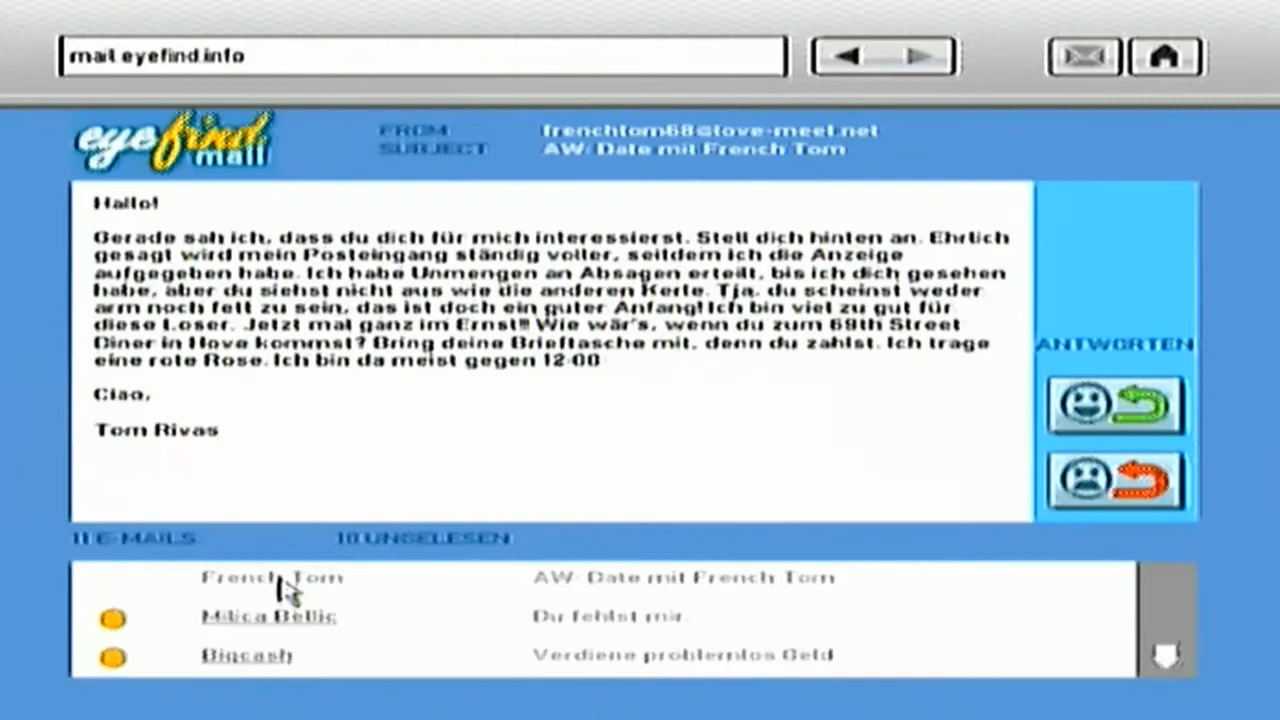 mail.eyefind.info
eyefind
mail
FROM frenchtom68@love-meet.net
SUBJECT AW: Date mit French Tom
Hallo!
Gerade sah ich, dass du dich für mich interessierst. Stell dich hinten an. Ehrlich
gesagt wird mein Posteingang ständig voller, seitdem ich die Anzeige
aufgegeben habe. Ich habe Unmengen an Absagen erteilt, bis ich dich gesehen
habe, aber du siehst nicht aus wie die anderen Kerle. Tja, du scheinst weder
arm noch fett zu sein, das ist doch ein guter Anfang! Ich bin viel zu gut für
diese Loser. Jetzt mal ganz im Ernst!! Wie wär's, wenn du zum 69th Street
Diner in Hove kommst? Bring deine Brieftasche mit, denn du zahlst. Ich trage
eine rote Rose. Ich bin da meist gegen 12:00
Ciao,
Tom Rivas
ANTWORTEN
11 E-MAILS 10 UNGELESEN
French Tom AW: Date mit French Tom
Milica Bellic Du fehlst mir
Bigcash Verdiene problemlos Geld